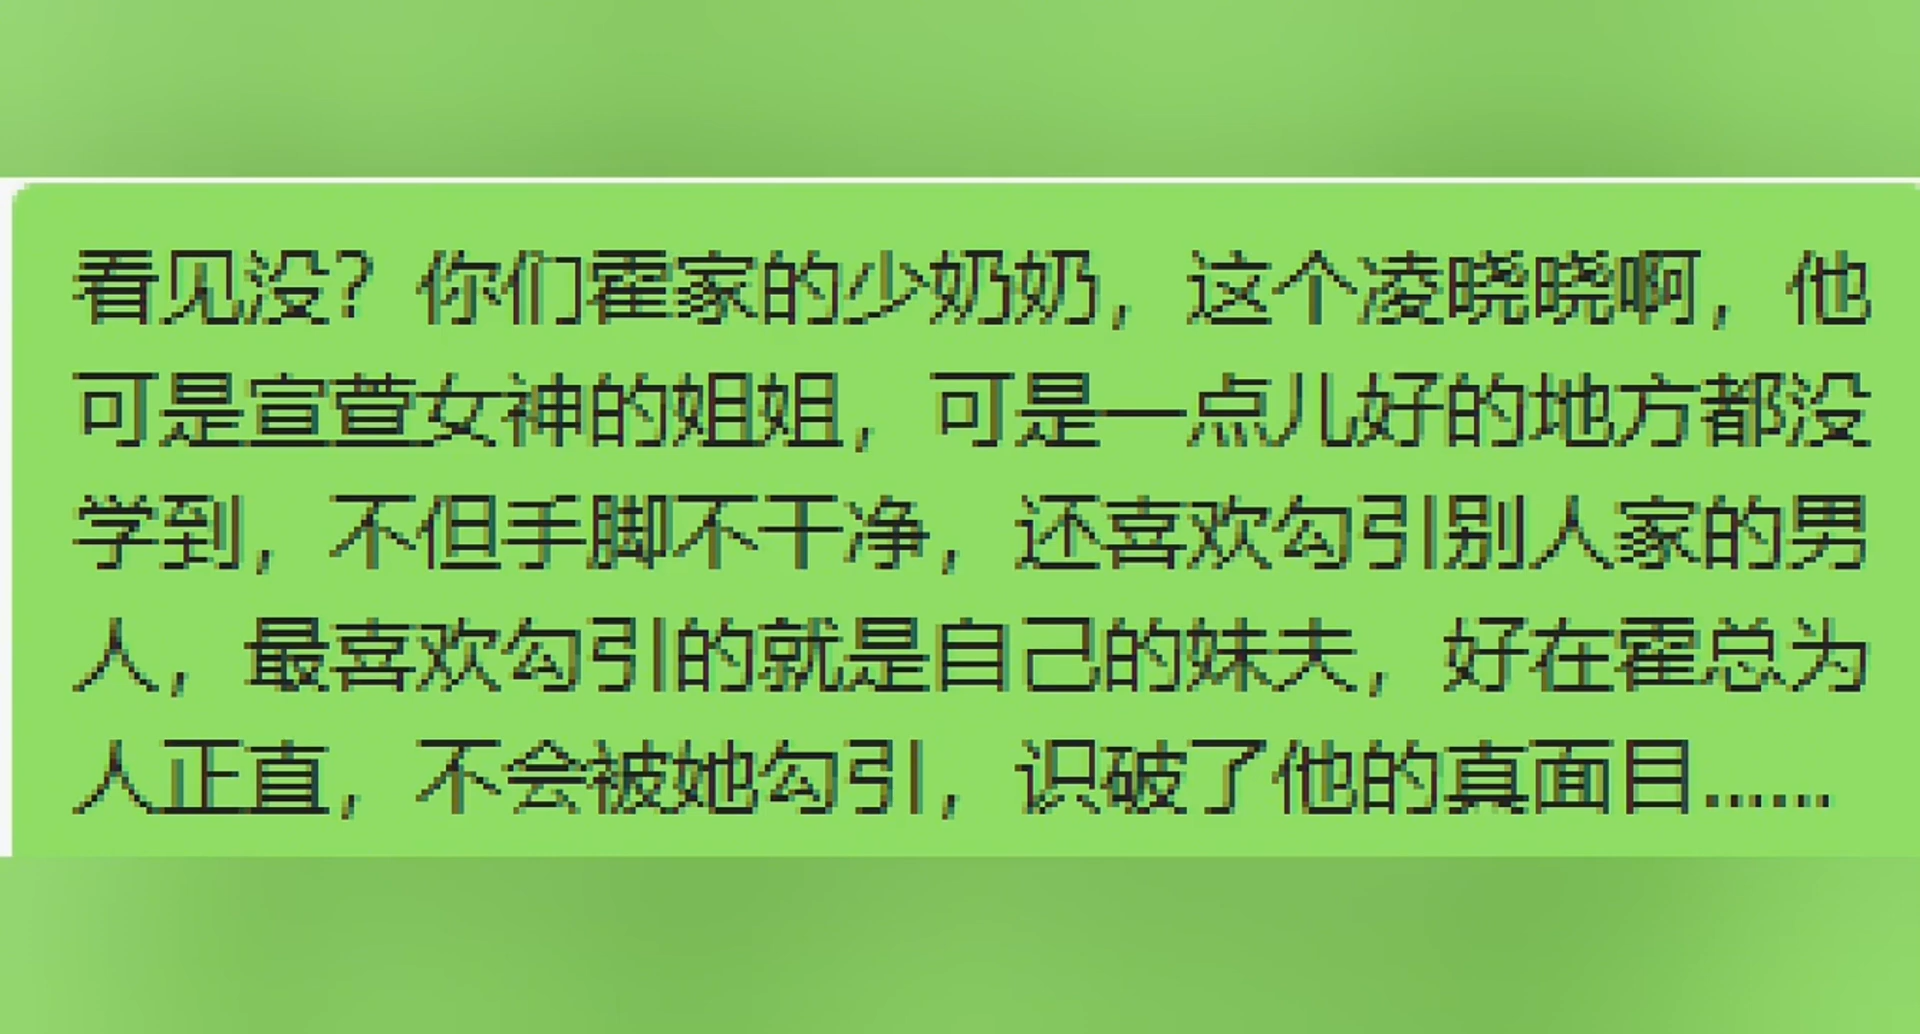 看见没？你们霍家的少奶奶，这个凌晓晓啊，他
可是宣萱女神的姐姐，可是一点儿好的地方都没
学到，不但手脚不干净，还喜欢勾引别人家的男
人，最喜欢勾引的就是自己的妹夫，好在霍总为
人正直，不会被她勾引，识破了他的真面目......